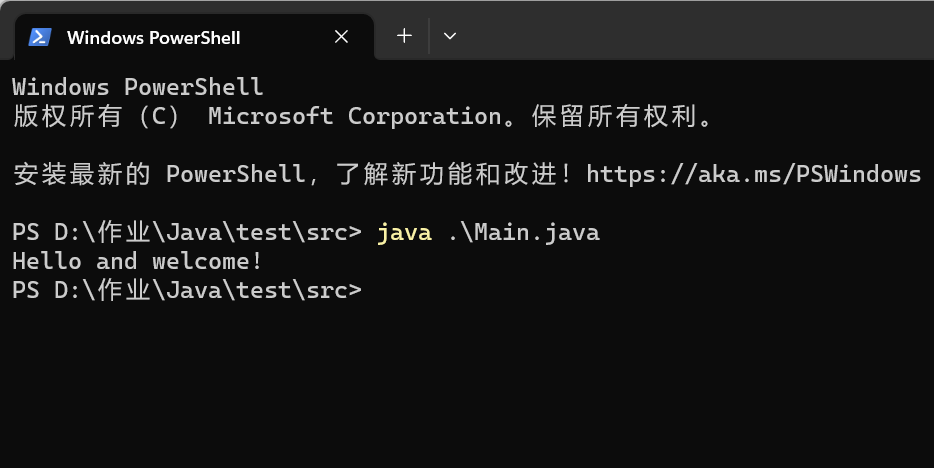 Windows PowerShell
Windows PowerShell
版权所有（C） Microsoft Corporation。保留所有权利。
安装最新的 PowerShell，了解新功能和改进！https://aka.ms/PSWindows
PS D:\作业\Java\test\src> java .\Main.java
Hello and welcome!
PS D:\作业\Java\test\src>